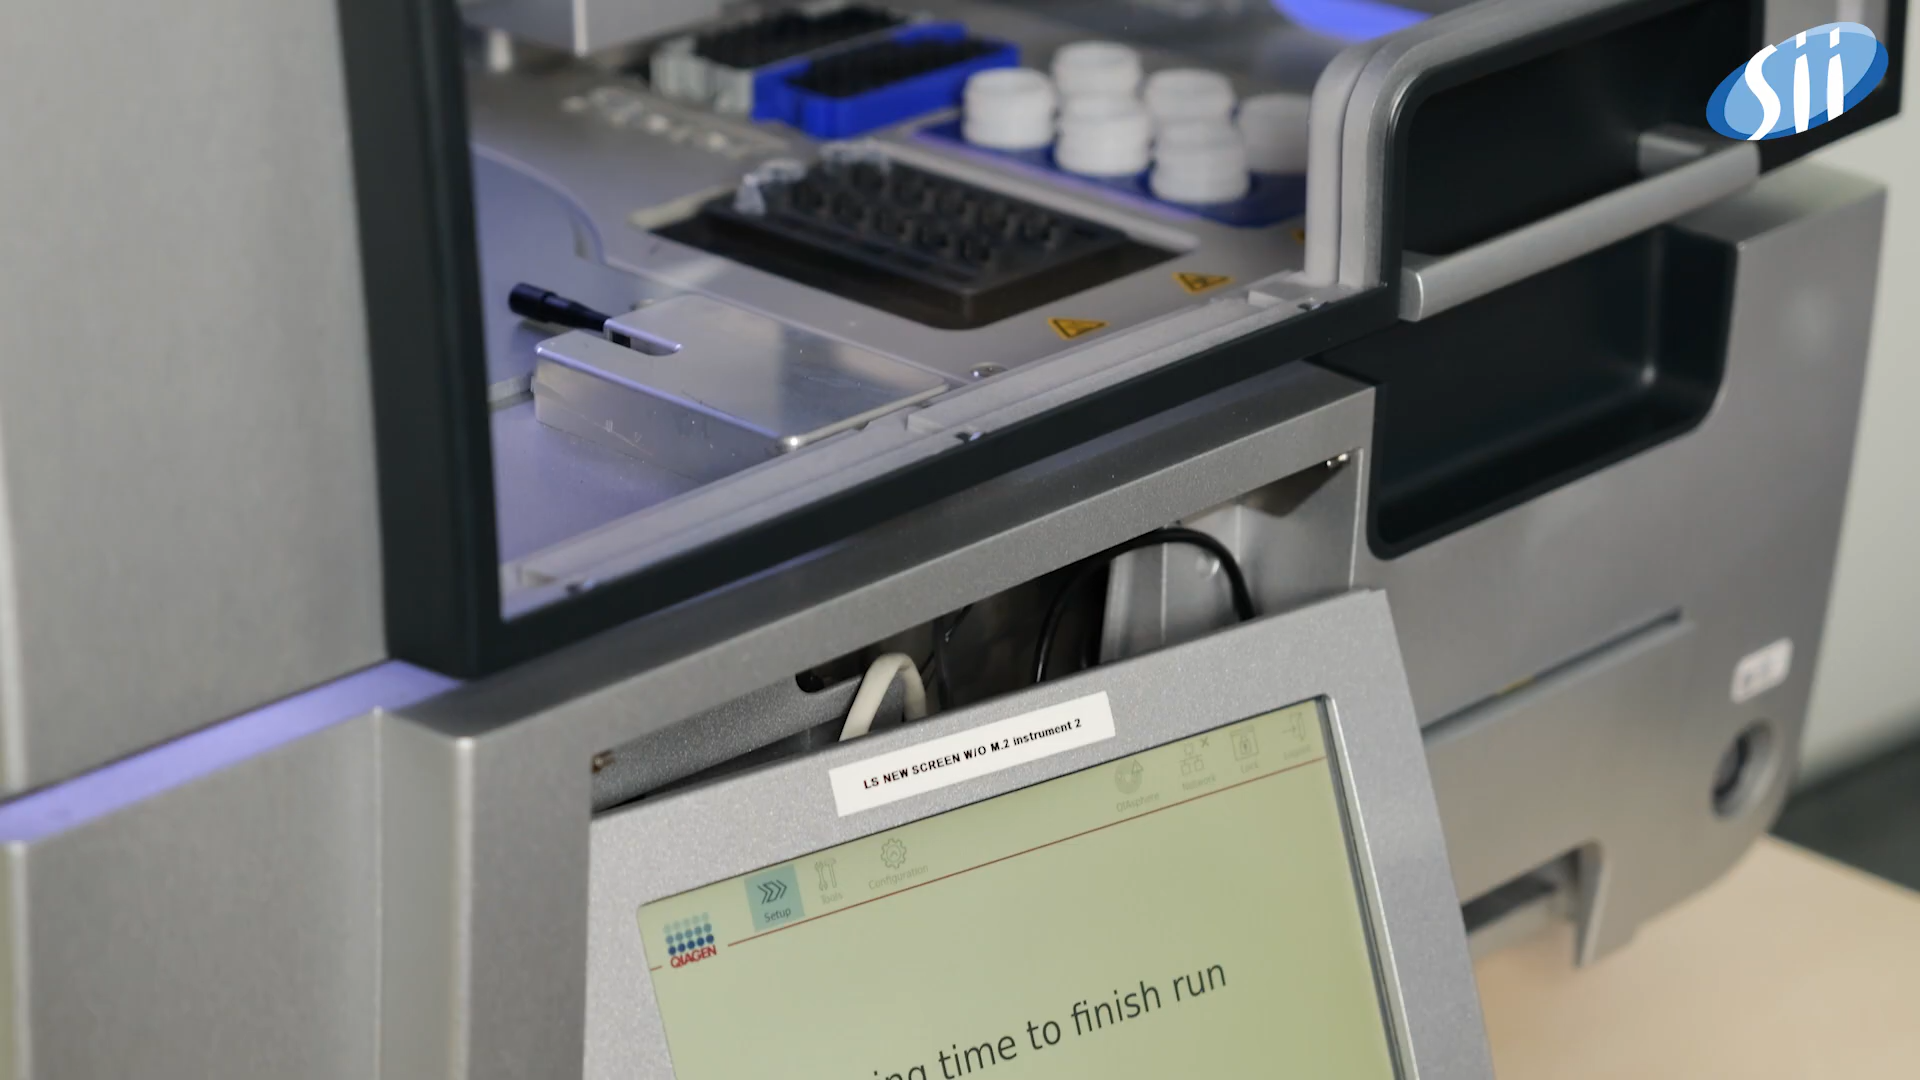 sii
LS NEW SCREEN W/O M.2 instrument 2
QIAsphere
Network
Lock
Logout
Setup
Tools
Configuration
QIAGEN
ing time to finish run